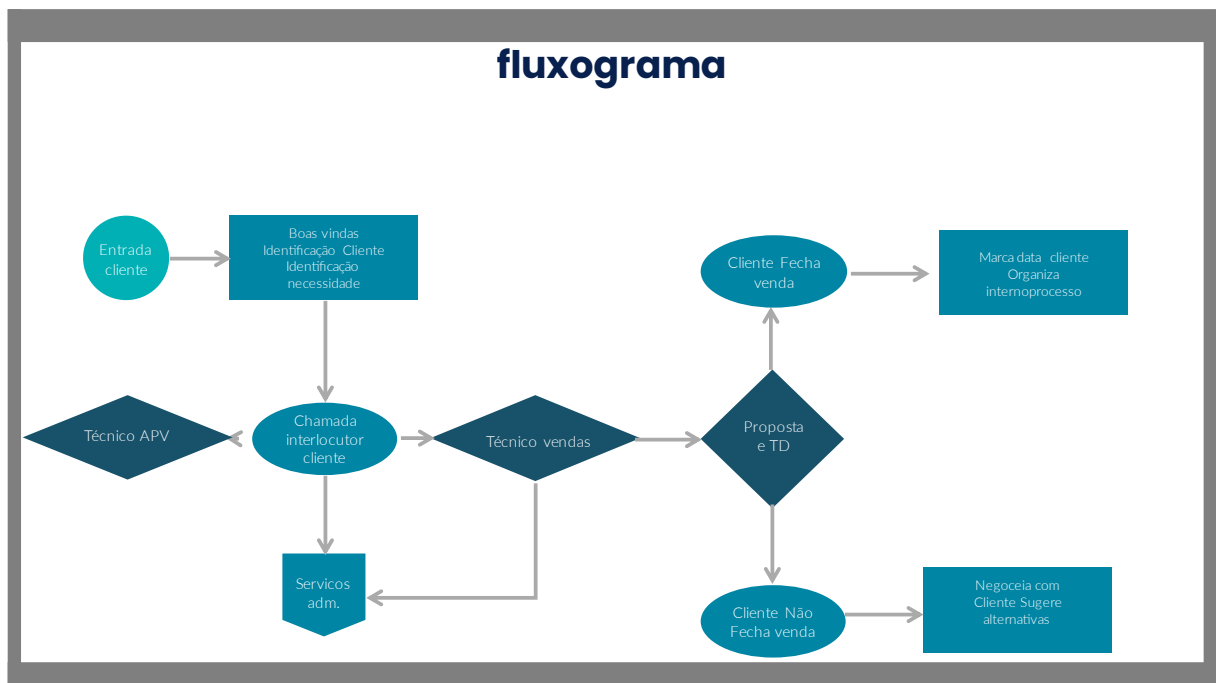 fluxograma
Entrada
cliente
Boas vindas
Identificação Cliente
Identificação
necessidade
Cliente Fecha
venda
Marca data cliente
Organiza
internoprocesso
Técnico APV
Chamada
interlocutor
cliente
Técnico vendas
Proposta
e TD
Servicos
adm.
Cliente Não
Fecha venda
Negoceia com
Cliente Sugere
alternativas